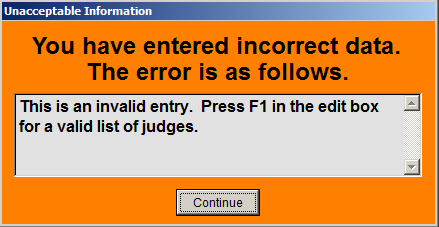 Unacceptable Information
You have entered incorrect data.
The error is as follows.
This is an invalid entry.  Press F1 in the edit box
for a valid list of judges.
Continue